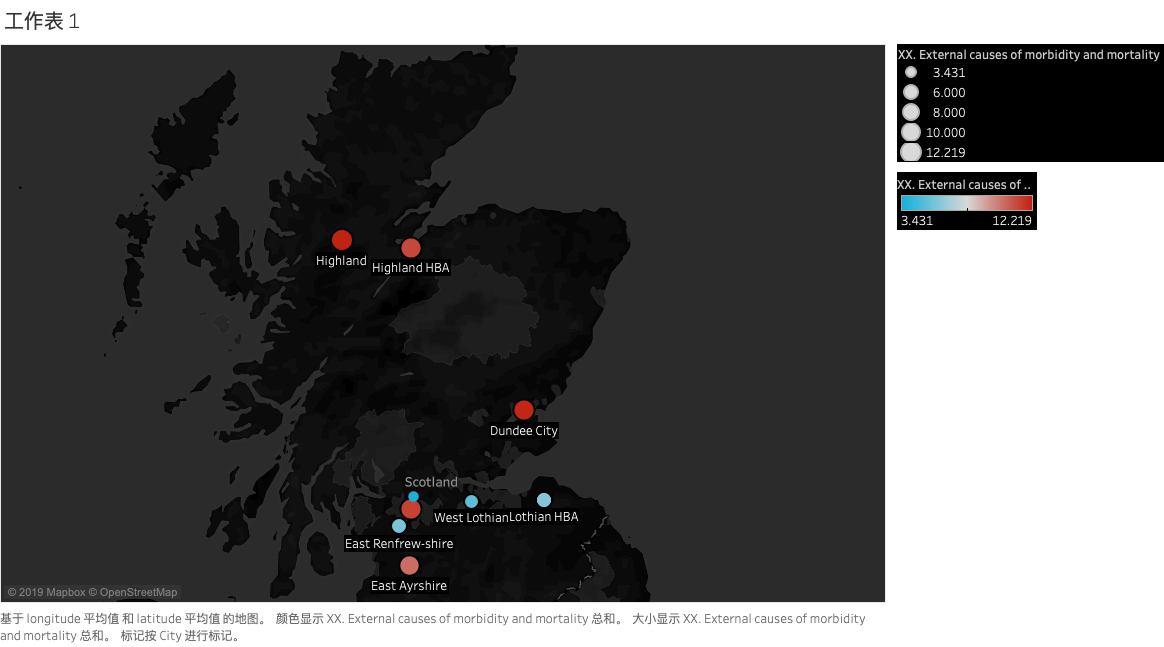 工作表 1
XX. External causes of morbidity and mortality
3.431
6.000
8.000
10.000
12.219
XX. External causes of ..
3.431 12.219
Highland
Highland HBA
Dundee City
Scotland
West Lothian
Lothian HBA
East Renfrew-shire
East Ayrshire
© 2019 Mapbox © OpenStreetMap
基于 longitude 平均值 和 latitude 平均值 的地图。 颜色显示 XX. External causes of morbidity and mortality 总和。 大小显示 XX. External causes of morbidity
and mortality 总和。 标记按 City 进行标记。